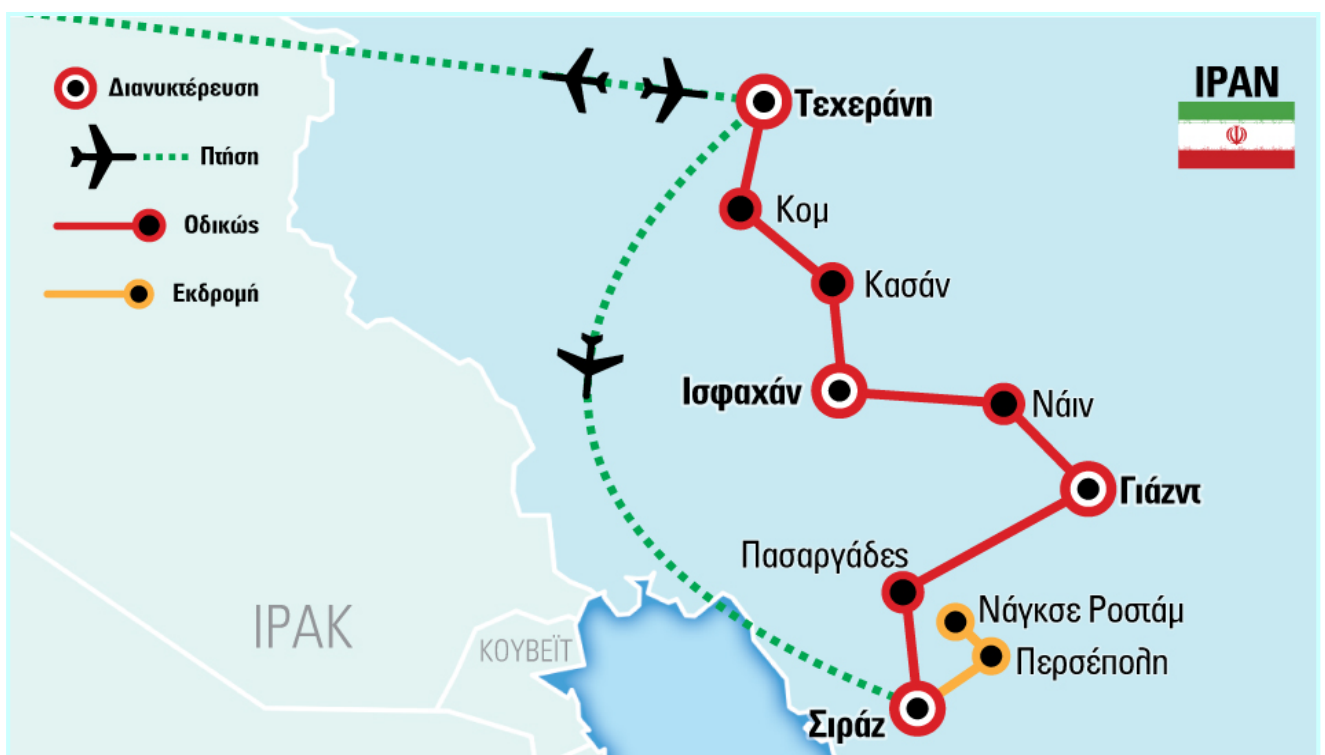 Διανυκτέρευση
Πτήση
Οδικώς
Εκδρομή
ΙΡΑΝ
Τεχεράνη
Κομ
Κασάν
Ισφαχάν
Νάιν
Γιάζντ
Πασαργάδες
Νάγκσε Ροστάμ
Περσέπολη
Σιράζ
ΙΡΑΚ
ΚΟΥΒΕΪΤ